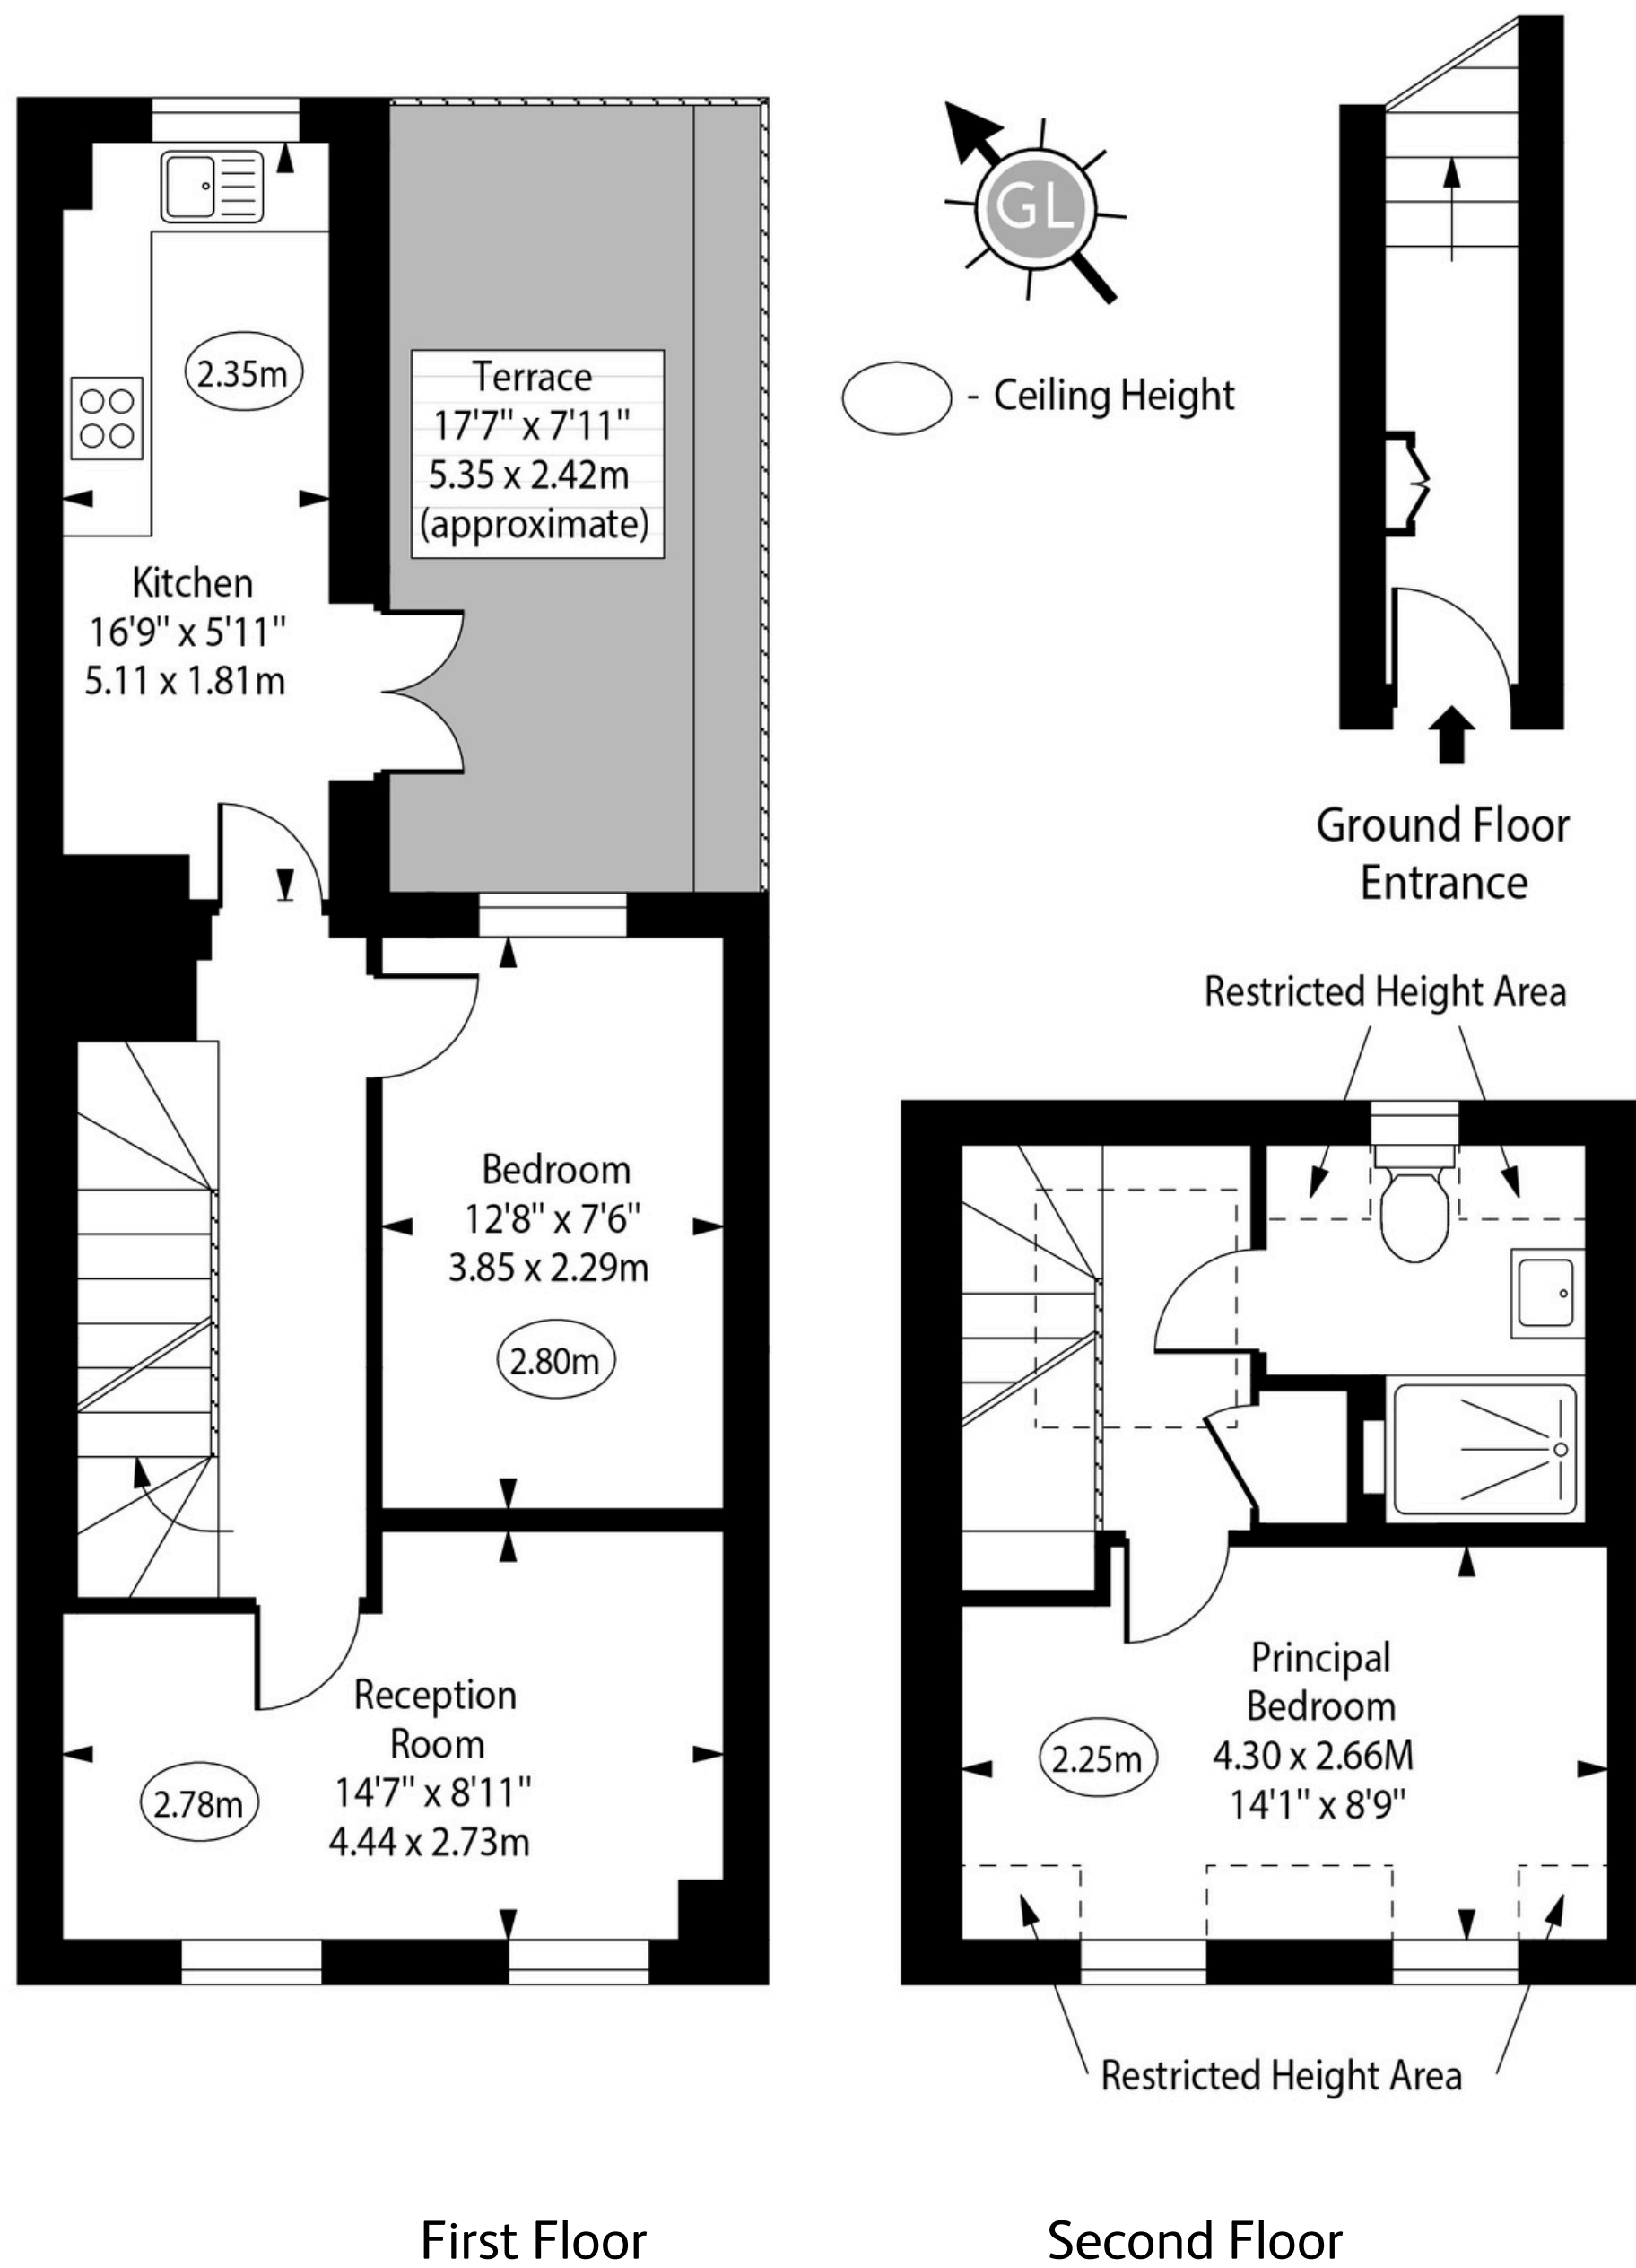 GL
- Ceiling Height
2.35m
Terrace
17'7" x 7'11"
5.35 x 2.42m
(approximate)
Kitchen
16'9" x 5'11"
5.11 x 1.81m
Ground Floor
Entrance
Restricted Height Area
Bedroom
12'8" x 7'6"
3.85 x 2.29m
2.80m
Reception
Room
14'7" x 8'11"
4.44 x 2.73m
2.78m
Principal
Bedroom
4.30 x 2.66M
14'1" x 8'9"
2.25m
Restricted Height Area
First Floor
Second Floor